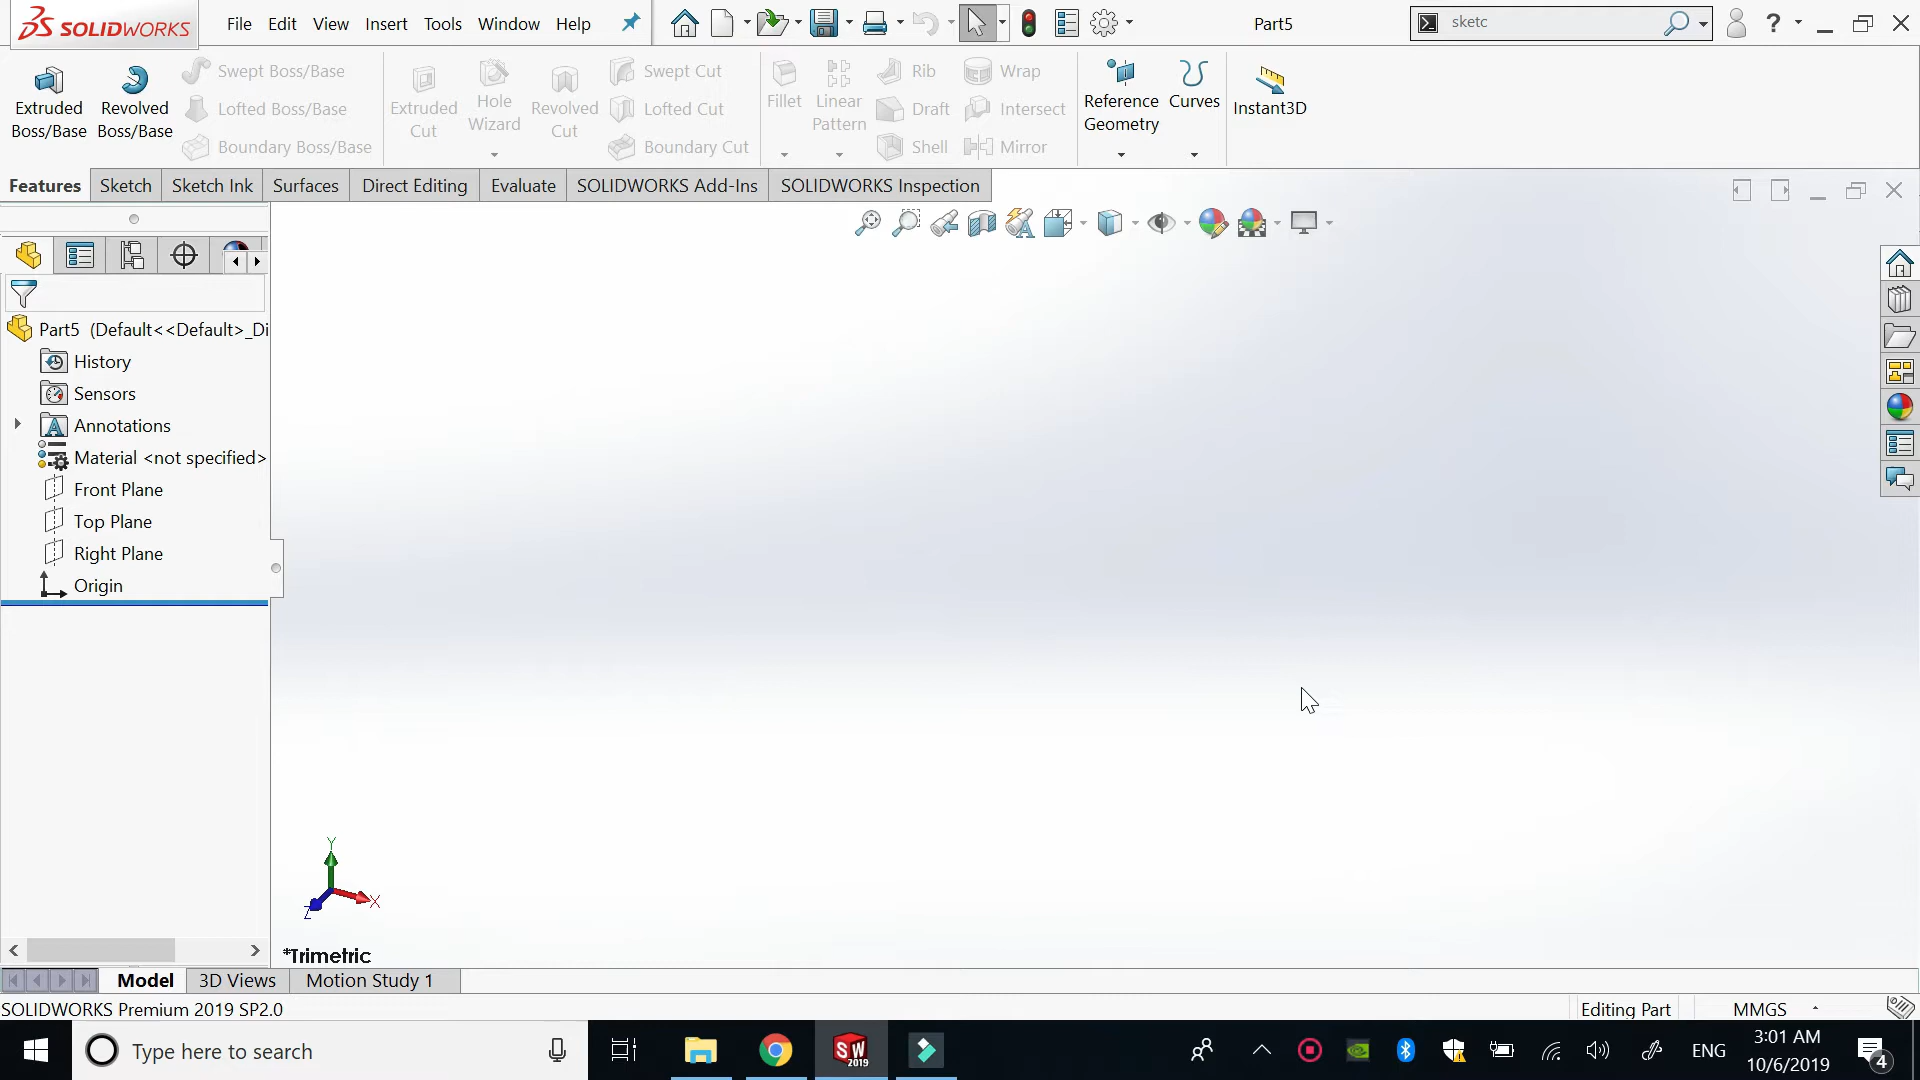 SOLIDWORKS File Edit View Insert Tools Window Help Part5 sketc
Extruded Boss/Base
Revolved Boss/Base
Swept Boss/Base
Lofted Boss/Base
Boundary Boss/Base
Extruded Cut
Hole Wizard
Revolved Cut
Swept Cut
Lofted Cut
Boundary Cut
Fillet
Linear Pattern
Rib
Draft
Shell
Wrap
Intersect
Mirror
Reference Geometry
Curves
Instant3D
Features Sketch Sketch Ink Surfaces Direct Editing Evaluate SOLIDWORKS Add-Ins SOLIDWORKS Inspection
Part5 (Default<<Default>_Di
History
Sensors
Annotations
Material <not specified>
Front Plane
Top Plane
Right Plane
Origin
Y
X
Z
*Trimetric
Model 3D Views Motion Study 1
SOLIDWORKS Premium 2019 SP2.0 Editing Part MMGS
Type here to search SW 2019 ENG 3:01 AM 4
10/6/2019